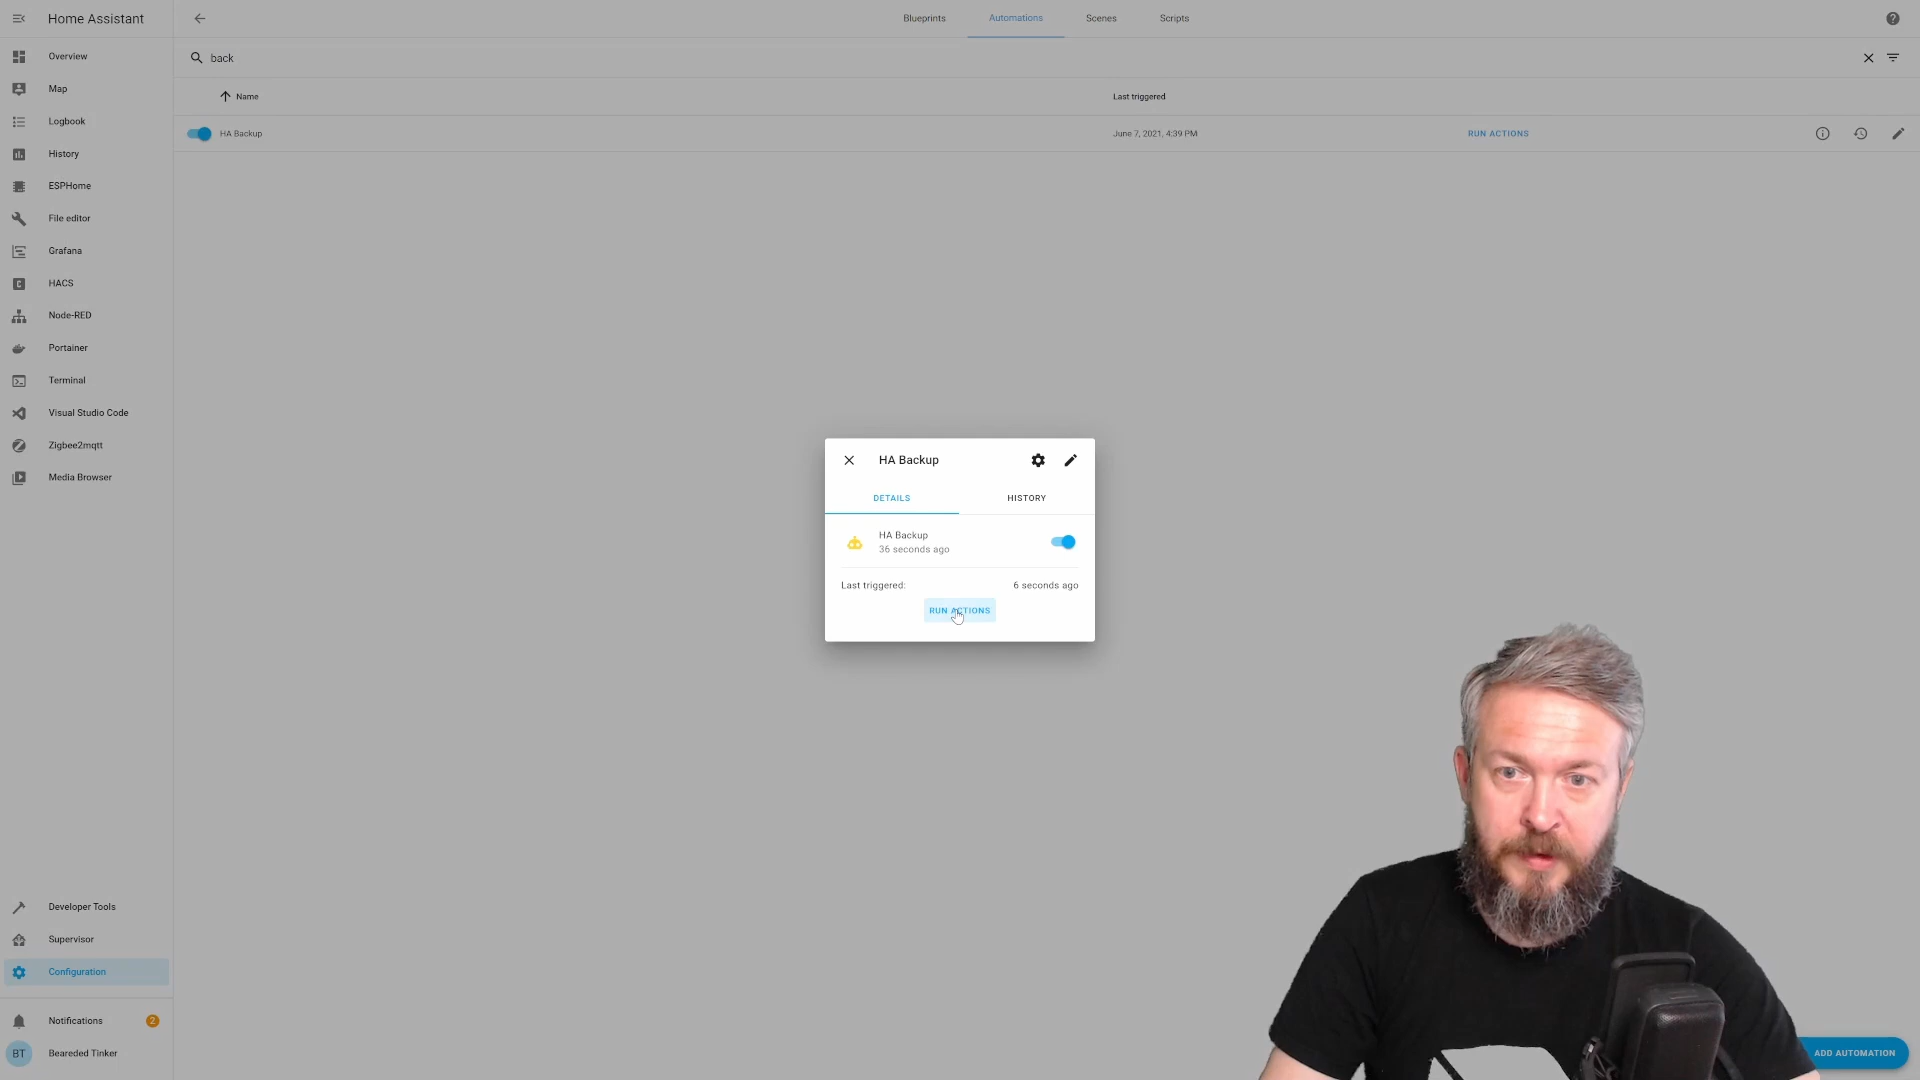 Home Assistant
Blueprints
Automations
Scenes
Scripts
Overview
back
Map
Name
Last triggered
Logbook
HA Backup
June 7, 2021, 4:39 PM
RUN ACTIONS
History
ESPHome
File editor
Grafana
HACS
Node-RED
Portainer
Terminal
Visual Studio Code
Zigbee2mqtt
Media Browser
HA Backup
DETAILS
HISTORY
HA Backup
36 seconds ago
Last triggered:
6 seconds ago
RUN ACTIONS
Developer Tools
Supervisor
Configuration
Notifications
2
BT
Beareded Tinker
ADD AUTOMATION